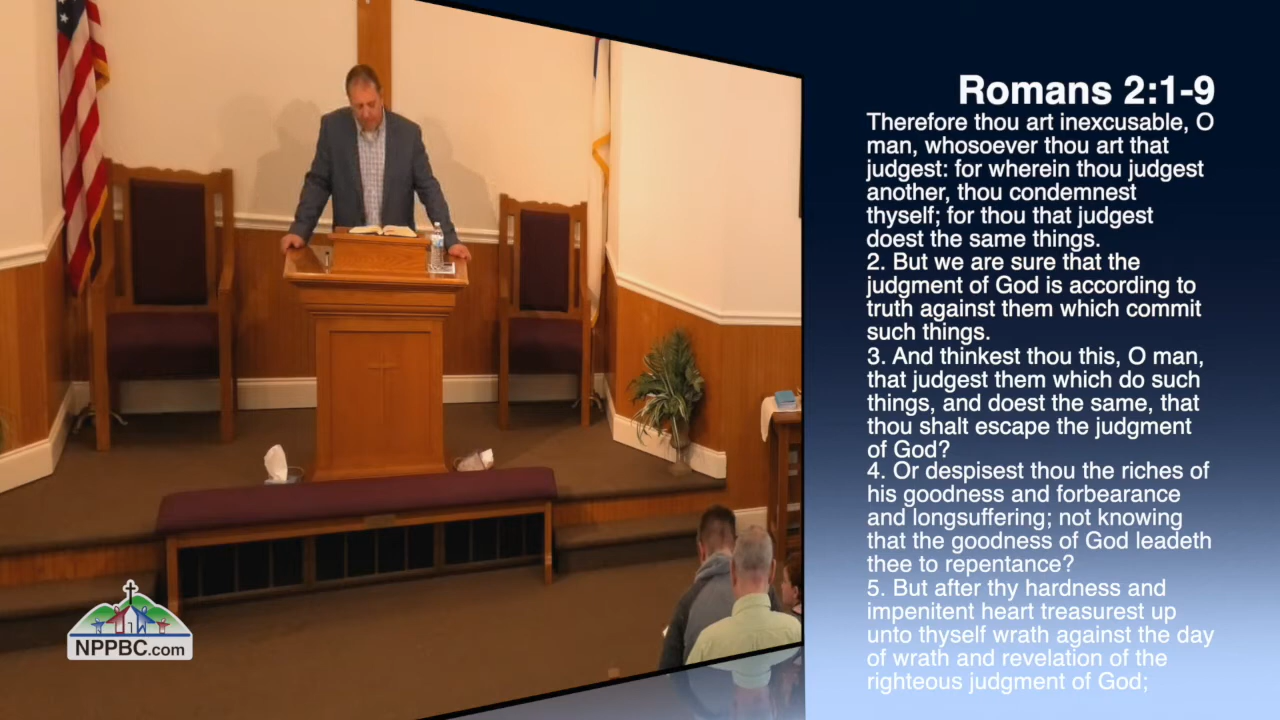 Romans 2:1-9
Therefore thou art inexcusable, O
man, whosoever thou art that
judgest: for wherein thou judgest
another, thou condemnest
thyself; for thou that judgest
doest the same things.
2. But we are sure that the
judgment of God is according to
truth against them which commit
such things.
3. And thinkest thou this, O man,
that judgest them which do such
things, and doest the same, that
thou shalt escape the judgment
of God?
4. Or despisest thou the riches of
his goodness and forbearance
and longsuffering; not knowing
that the goodness of God leadeth
thee to repentance?
5. But after thy hardness and
impenitent heart treasurest up
unto thyself wrath against the day
of wrath and revelation of the
righteous judgment of God;
NPPBC.com